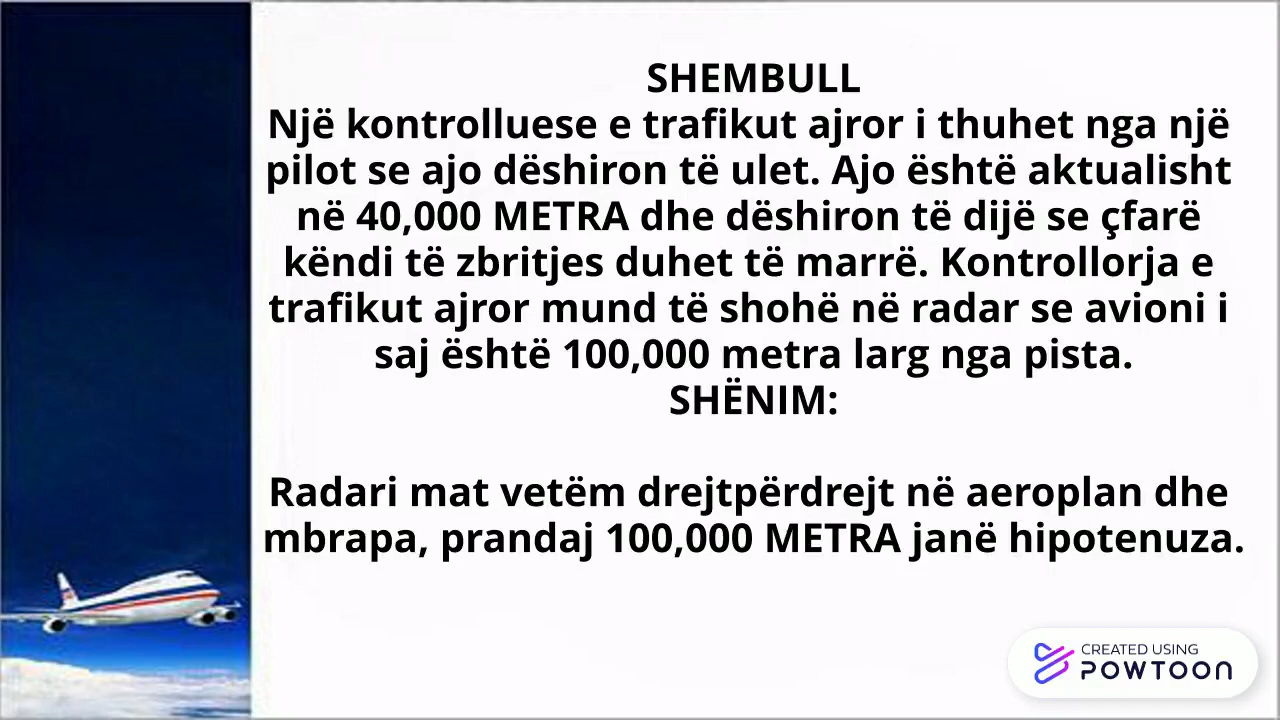 SHEMBULL
Një kontrolluese e trafikut ajror i thuhet nga një
pilot se ajo dëshiron të ulet. Ajo është aktualisht
në 40,000 METRA dhe dëshiron të dijë se çfarë
këndi të zbritjes duhet të marrë. Kontrollorja e
trafikut ajror mund të shohë në radar se avioni i
saj është 100,000 metra larg nga pista.
SHËNIM:
Radari mat vetëm drejtpërdrejt në aeroplan dhe
mbrapa, prandaj 100,000 METRA janë hipotenuza.
CREATED USING
POWTOON